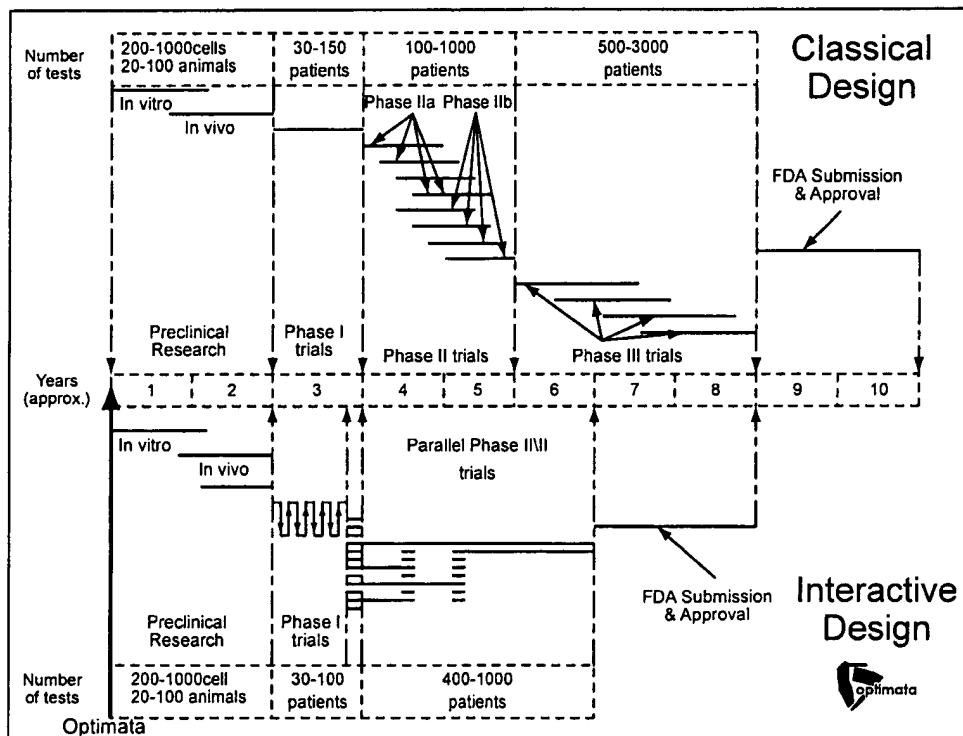 Number
of tests
200-1000cells
20-100 animals
30-150
patients
100-1000
patients
500-3000
patients
Classical
Design
In vitro
In vivo
Phase IIa Phase IIb
FDA Submission
& Approval
Preclinical
Research
Phase I
trials
Phase II trials
Phase III trials
Years
(approx.)
1 2 3 4 5 6 7 8 9 10
In vitro
In vivo
Parallel Phase II\II
trials
FDA Submission
& Approval
Interactive
Design
Preclinical
Research
Phase I
trials
Number
of tests
200-1000cell
20-100 animals
30-100
patients
400-1000
patients
optimata
Optimata